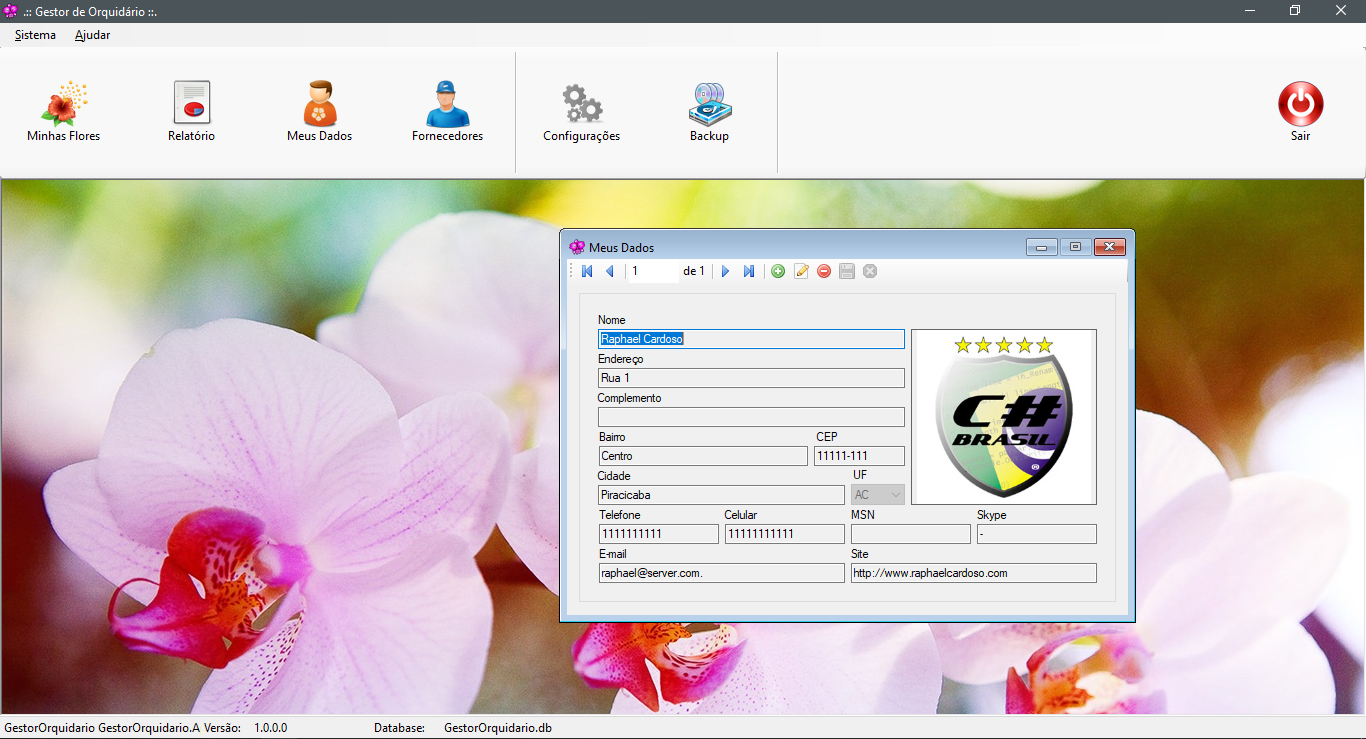 .:: Gestor de Orquidário ::.
Sistema Ajudar
Minhas Flores Relatório Meus Dados Fornecedores Configurações Backup Sair
Meus Dados
1 de 1
Nome
Raphael Cardoso
Endereço
Rua 1
Complemento
Bairro CEP
Centro 11111-111
Cidade UF
Piracicaba AC
Telefone Celular MSN Skype
1111111111 11111111111 -
E-mail Site
raphael@server.com. http://www.raphaelcardoso.com
C#
BRASIL
GestorOrquidario GestorOrquidario.A Versão: 1.0.0.0 Database: GestorOrquidario.db